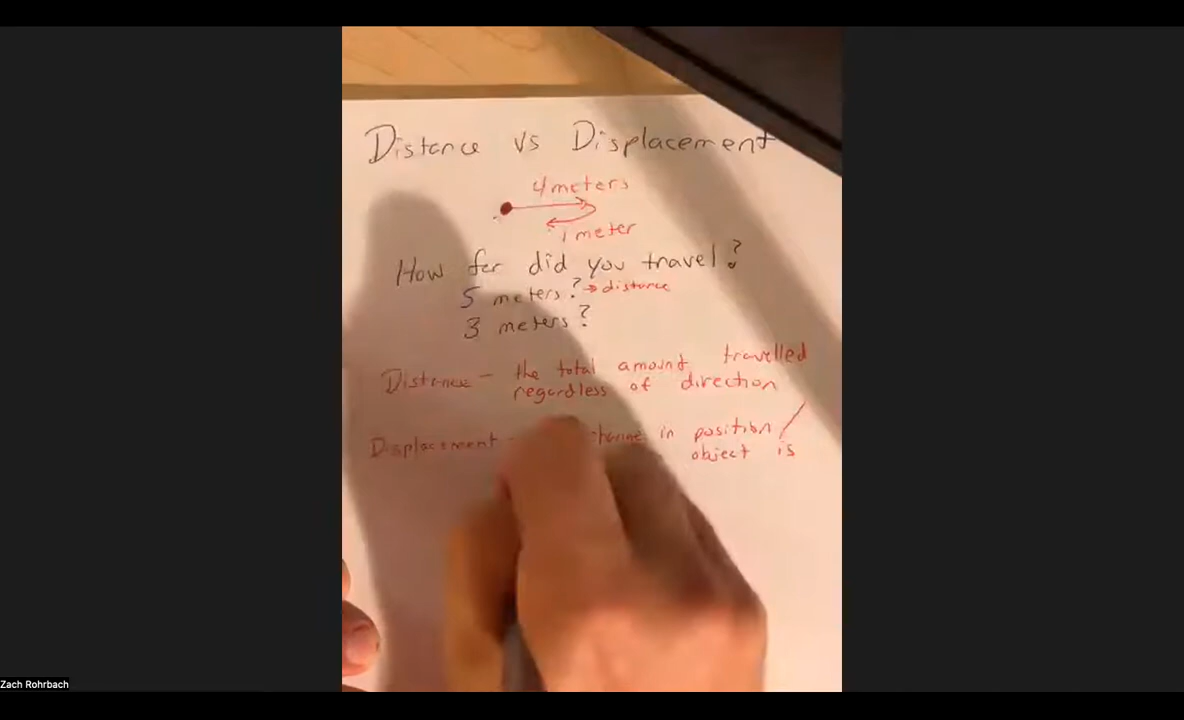 Distance vs Displacement
4 meters
1 meter
How far did you travel?
5 meters? → distance
3 meters?
Distance - the total amount travelled
regardless of direction
Displacement - change in position /
object is
Zach Rohrbach